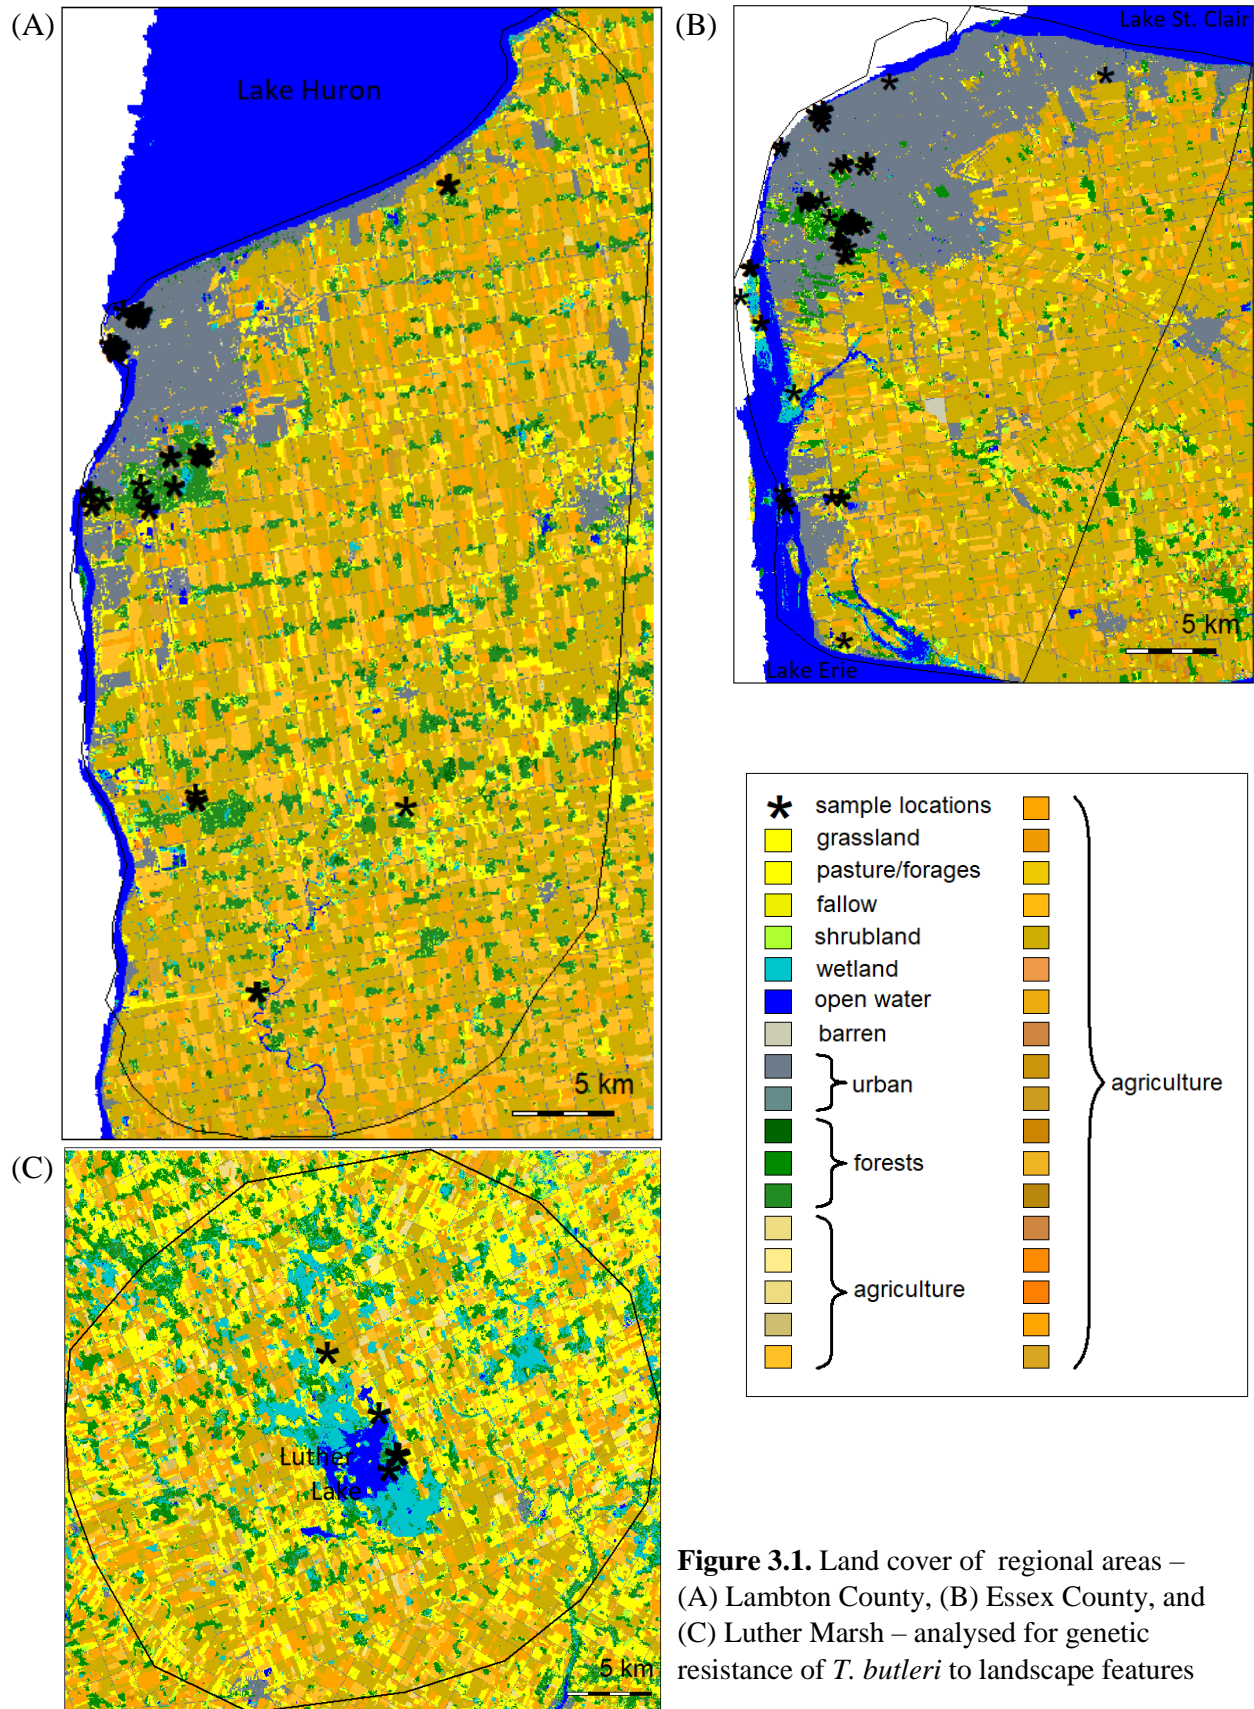 (A)
Lake Huron
5 km
(B)
Lake St. Clair
5 km
Lake Erie
sample locations
grassland
pasture/forages
fallow
shrubland
wetland
open water
barren
urban
forests
agriculture
agriculture
(C)
Luther
Lake
5 km
Figure 3.1. Land cover of regional areas –
(A) Lambton County, (B) Essex County, and
(C) Luther Marsh – analysed for genetic
resistance of T. butleri to landscape features